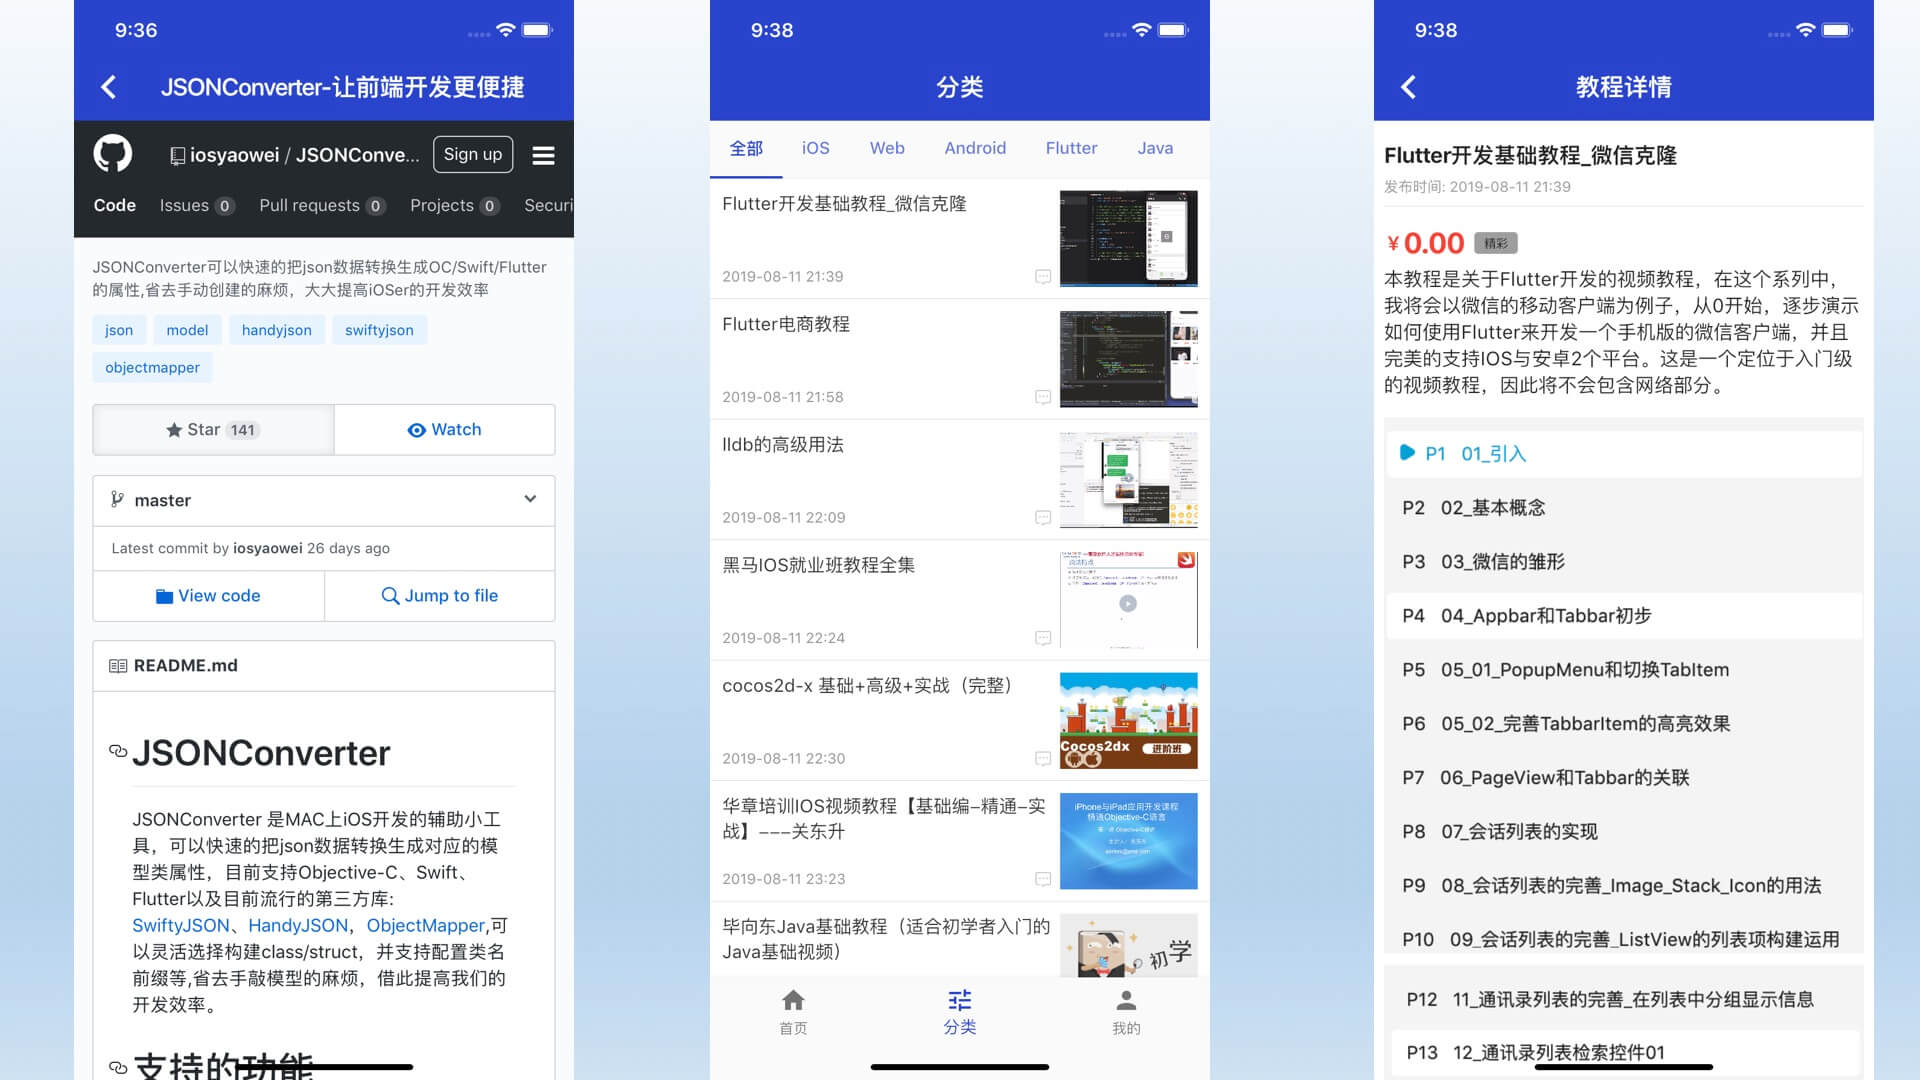 9:36
JSONConverter-让前端开发更便捷
iosyaowei / JSONConve...
Sign up
Code Issues 0 Pull requests 0 Projects 0 Securi
JSONConverter可以快速的把json数据转换生成OC/Swift/Flutter
的属性,省去手动创建的麻烦，大大提高iOSer的开发效率
json model handyjson swiftyjson
objectmapper
Star 141
Watch
master
Latest commit by iosyaowei 26 days ago
View code
Jump to file
README.md
JSONConverter
JSONConverter 是MAC上iOS开发的辅助小工
具，可以快速的把json数据转换生成对应的模
型类属性，目前支持Objective-C、Swift、
Flutter以及目前流行的第三方库:
SwiftyJSON、HandyJSON，ObjectMapper,可
以灵活选择构建class/struct，并支持配置类名
前缀等,省去手敲模型的麻烦，借此提高我们的
开发效率。
支持的功能
9:38
分类
全部 iOS Web Android Flutter Java
Flutter开发基础教程_微信克隆
2019-08-11 21:39
Flutter电商教程
2019-08-11 21:58
lldb的高级用法
2019-08-11 22:09
黑马IOS就业班教程全集
2019-08-11 22:24
cocos2d-x 基础+高级+实战（完整）
2019-08-11 22:30
Cocos2dx 进阶班
华章培训IOS视频教程【基础编–精通–实
战】–––关东升
2019-08-11 23:23
iPhone与iPad应用开发课程
精通Objective-C语言
毕向东Java基础教程（适合初学者入门的
Java基础视频）
初学
首页
分类
我的
9:38
教程详情
Flutter开发基础教程_微信克隆
发布时间: 2019-08-11 21:39
¥0.00 精彩
本教程是关于Flutter开发的视频教程，在这个系列中，
我将会以微信的移动客户端为例子，从0开始，逐步演示
如何使用Flutter来开发一个手机版的微信客户端，并且
完美的支持IOS与安卓2个平台。这是一个定位于入门级
的视频教程，因此将不会包含网络部分。
P1 01_引入
P2 02_基本概念
P3 03_微信的雏形
P4 04_Appbar和Tabbar初步
P5 05_01_PopupMenu和切换TabItem
P6 05_02_完善TabbarItem的高亮效果
P7 06_PageView和Tabbar的关联
P8 07_会话列表的实现
P9 08_会话列表的完善_Image_Stack_Icon的用法
P10 09_会话列表的完善_ListView的列表项构建运用
P12 11_通讯录列表的完善_在列表中分组显示信息
P13 12_通讯录列表检索控件01